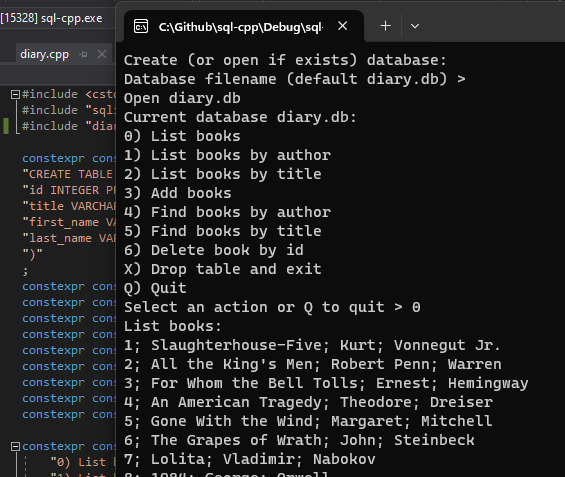 [15328] sql-cpp.exe
diary.cpp
#include <cstd
#include "sqli
#include "diar
constexpr cons
"CREATE TABLE
"id INTEGER PR
"title VARCHAR
"first_name VA
"last_name VAR
")"
;
constexpr cons
constexpr cons
constexpr cons
constexpr cons
constexpr cons
constexpr cons
constexpr cons
constexpr cons
constexpr cons
constexpr cons
"0) List b
"1) List b
C:\Github\sql-cpp\Debug\sql-
Create (or open if exists) database:
Database filename (default diary.db) >
Open diary.db
Current database diary.db:
0) List books
1) List books by author
2) List books by title
3) Add books
4) Find books by author
5) Find books by title
6) Delete book by id
X) Drop table and exit
Q) Quit
Select an action or Q to quit > 0
List books:
1; Slaughterhouse-Five; Kurt; Vonnegut Jr.
2; All the King's Men; Robert Penn; Warren
3; For Whom the Bell Tolls; Ernest; Hemingway
4; An American Tragedy; Theodore; Dreiser
5; Gone With the Wind; Margaret; Mitchell
6; The Grapes of Wrath; John; Steinbeck
7; Lolita; Vladimir; Nabokov
8; 1984; George; Orwell